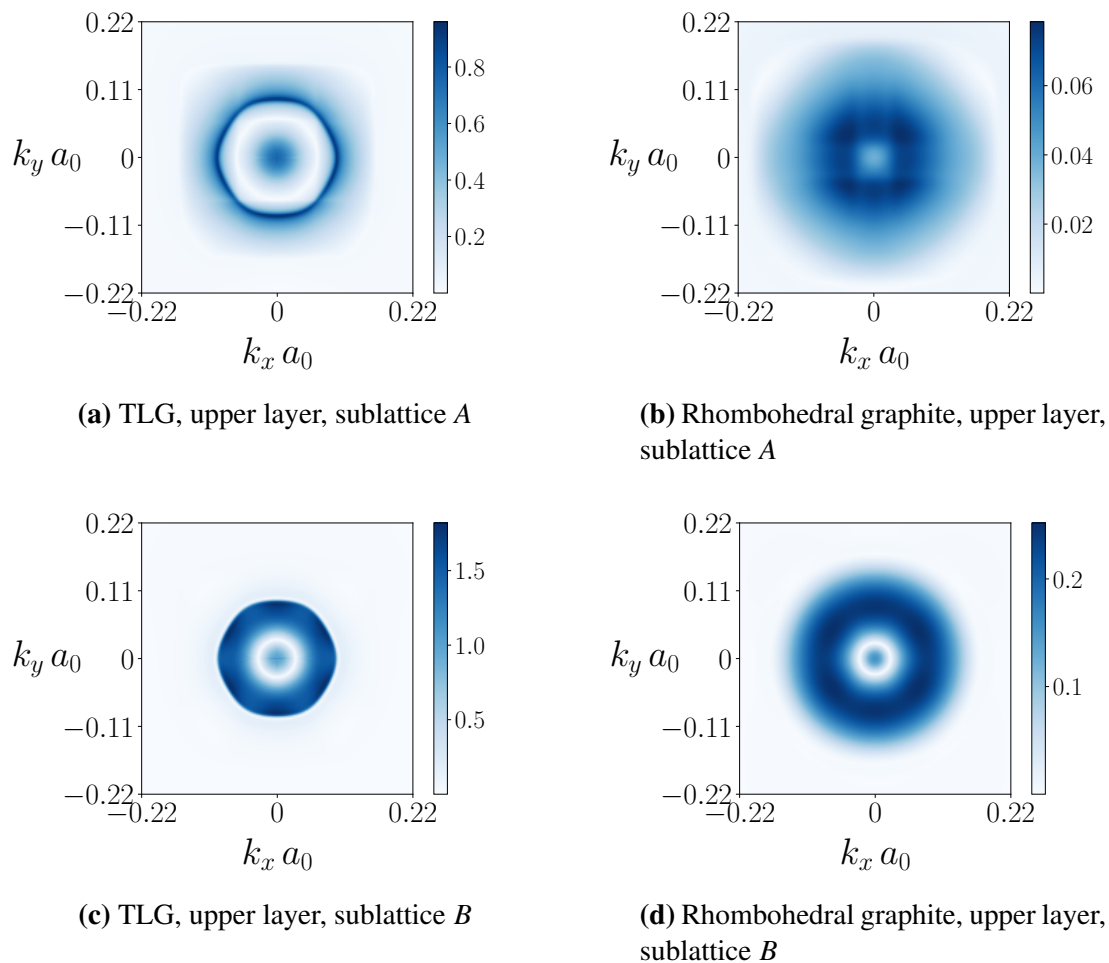 0.22
0.11
0
−0.11
−0.22
k_y a_0
−0.22 0 0.22
k_x a_0
0.8
0.6
0.4
0.2
(a) TLG, upper layer, sublattice A
0.22
0.11
0
−0.11
−0.22
k_y a_0
−0.22 0 0.22
k_x a_0
0.06
0.04
0.02
(b) Rhombohedral graphite, upper layer,
sublattice A
0.22
0.11
0
−0.11
−0.22
k_y a_0
−0.22 0 0.22
k_x a_0
1.5
1.0
0.5
(c) TLG, upper layer, sublattice B
0.22
0.11
0
−0.11
−0.22
k_y a_0
−0.22 0 0.22
k_x a_0
0.2
0.1
(d) Rhombohedral graphite, upper layer,
sublattice B